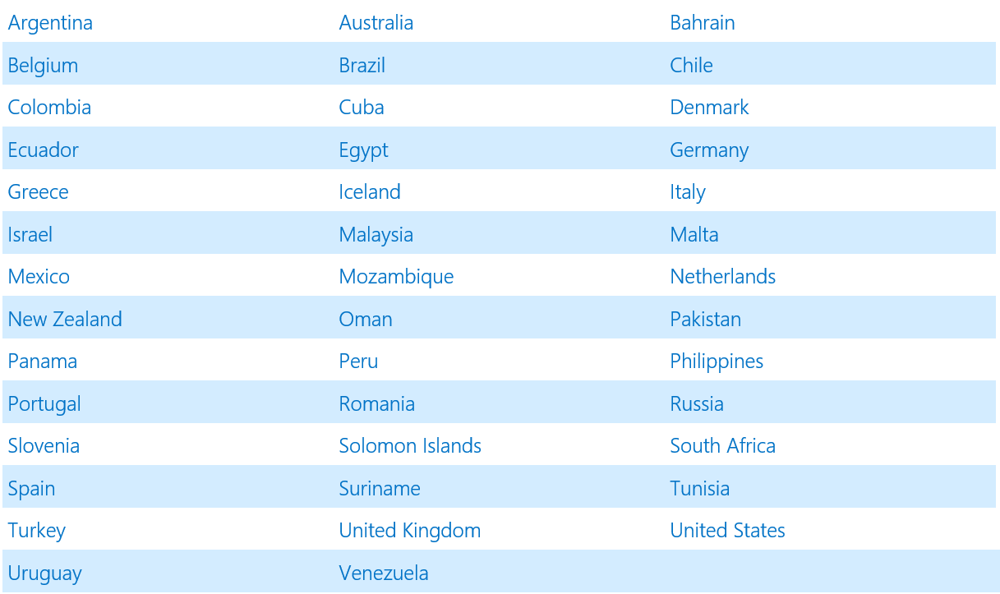 Argentina Australia Bahrain
Belgium Brazil Chile
Colombia Cuba Denmark
Ecuador Egypt Germany
Greece Iceland Italy
Israel Malaysia Malta
Mexico Mozambique Netherlands
New Zealand Oman Pakistan
Panama Peru Philippines
Portugal Romania Russia
Slovenia Solomon Islands South Africa
Spain Suriname Tunisia
Turkey United Kingdom United States
Uruguay Venezuela